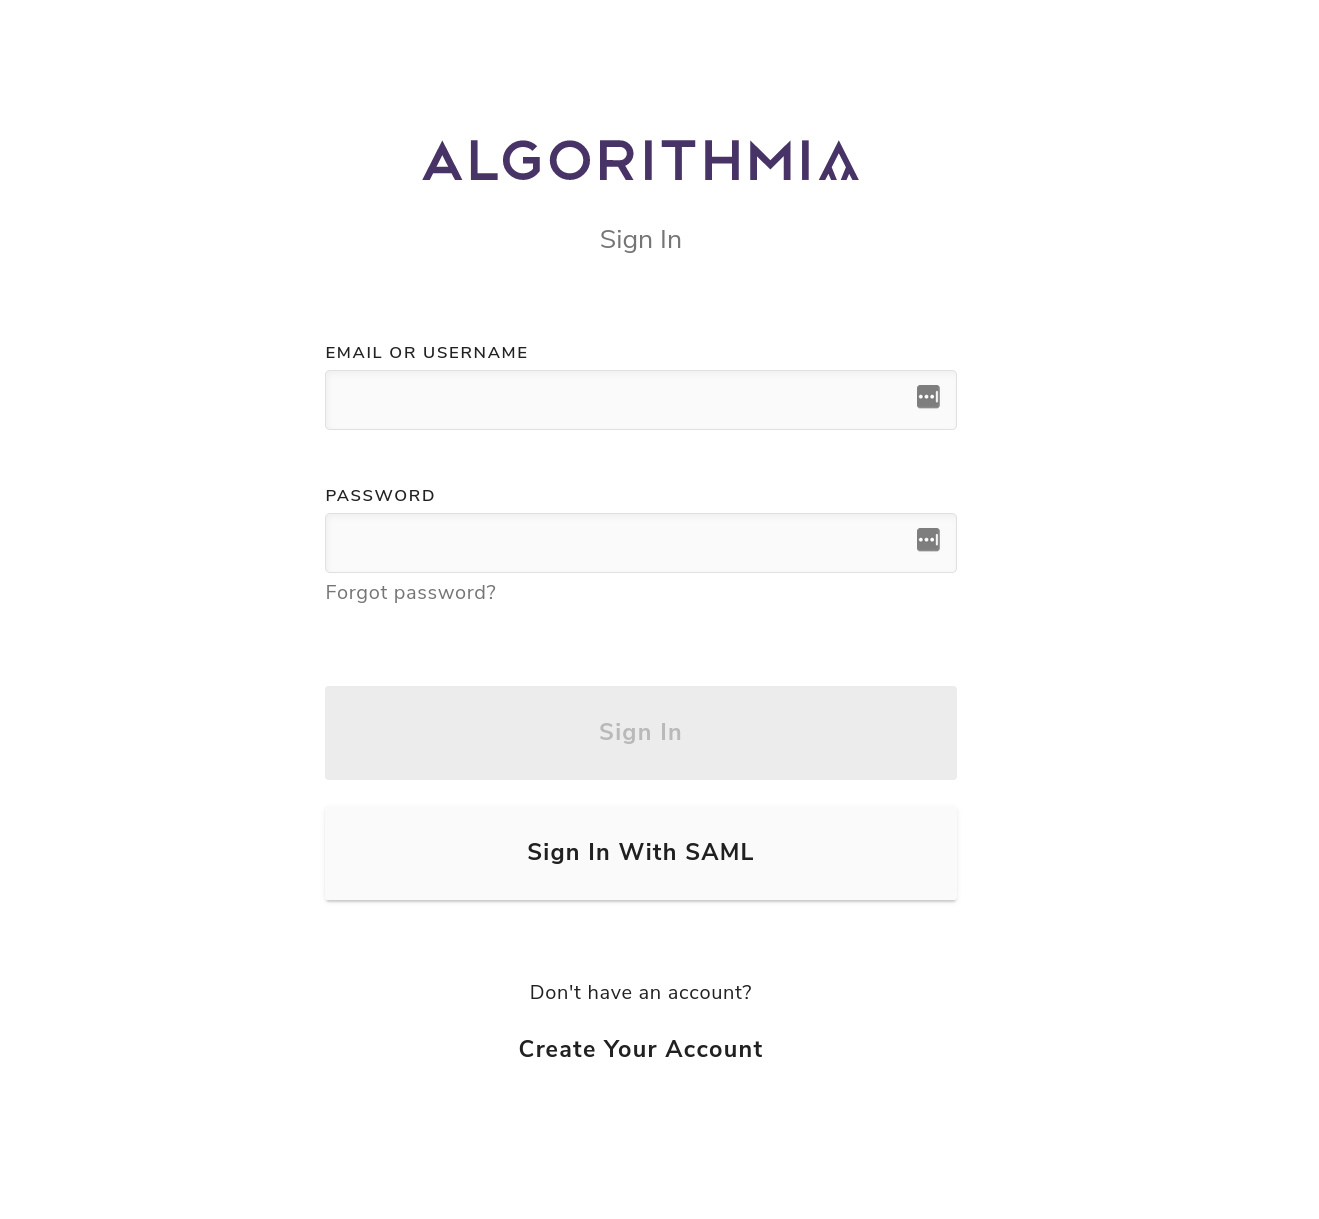 ALGORITHMIA
Sign In
EMAIL OR USERNAME
PASSWORD
Forgot password?
Sign In
Sign In With SAML
Don't have an account?
Create Your Account